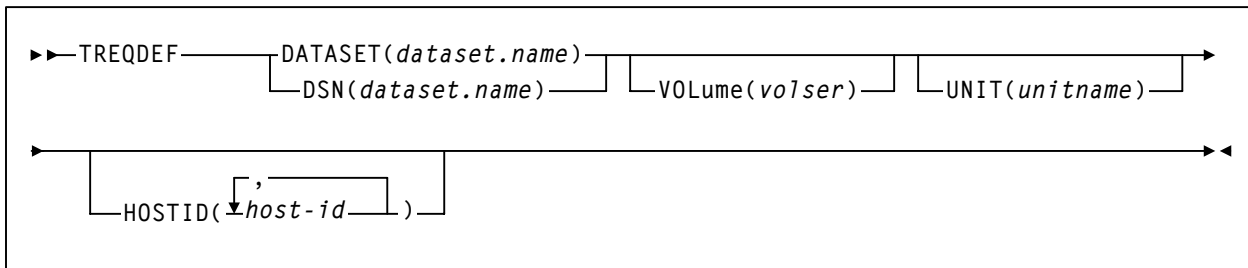 TREQDEF DATASET(dataset.name)
DSN(dataset.name) VOLume(volser) UNIT(unitname)
,
HOSTID( host-id )